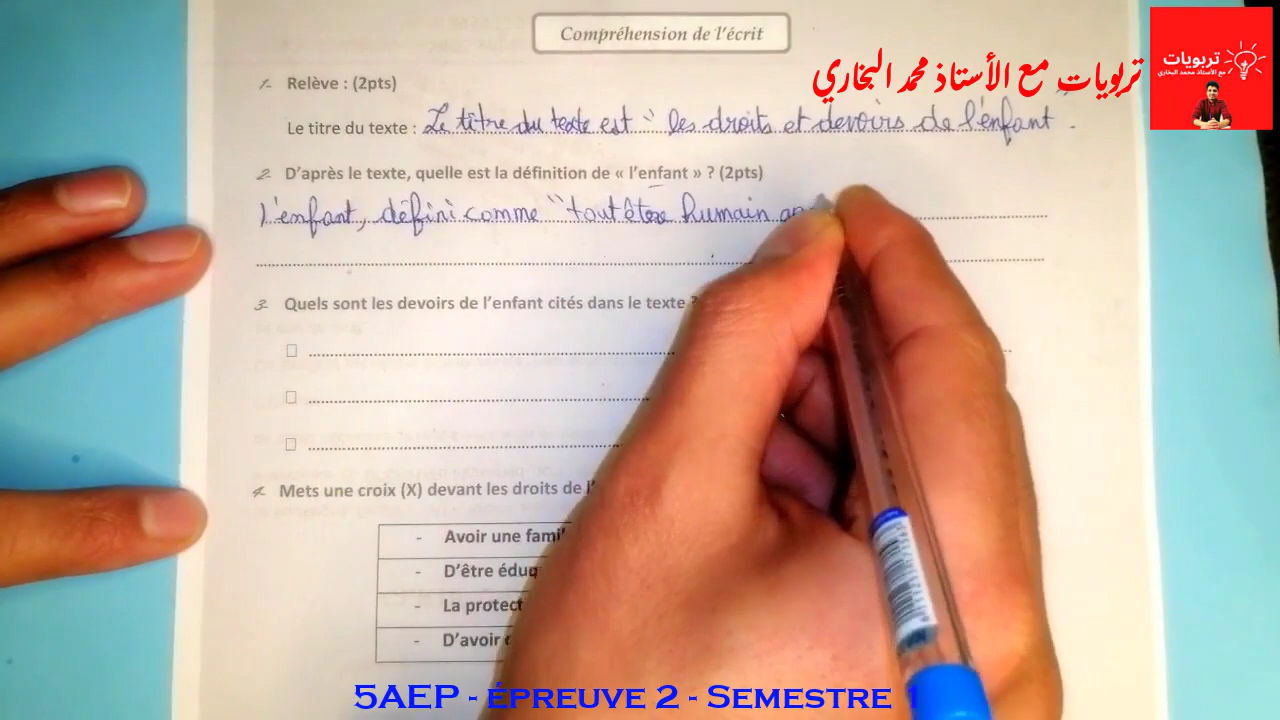 Compréhension de l'écrit
تربويات مع الأستاذ محمد البخاري
تربويات
مع الأستاذ محمد البخاري
1- Relève : (2pts)
Le titre du texte : Le titre du texte est " les droits et devoirs de l'enfant " .
2- D'après le texte, quelle est la définition de « l'enfant » ? (2pts)
l'enfant, défini comme "tout être humain
3- Quels sont les devoirs de l'enfant cités dans le texte ?
4- Mets une croix (X) devant les droits de
- Avoir une fami
- D'être éduq
- La protect
- D'avoir
5AEP - épreuve 2 - Semestre 1